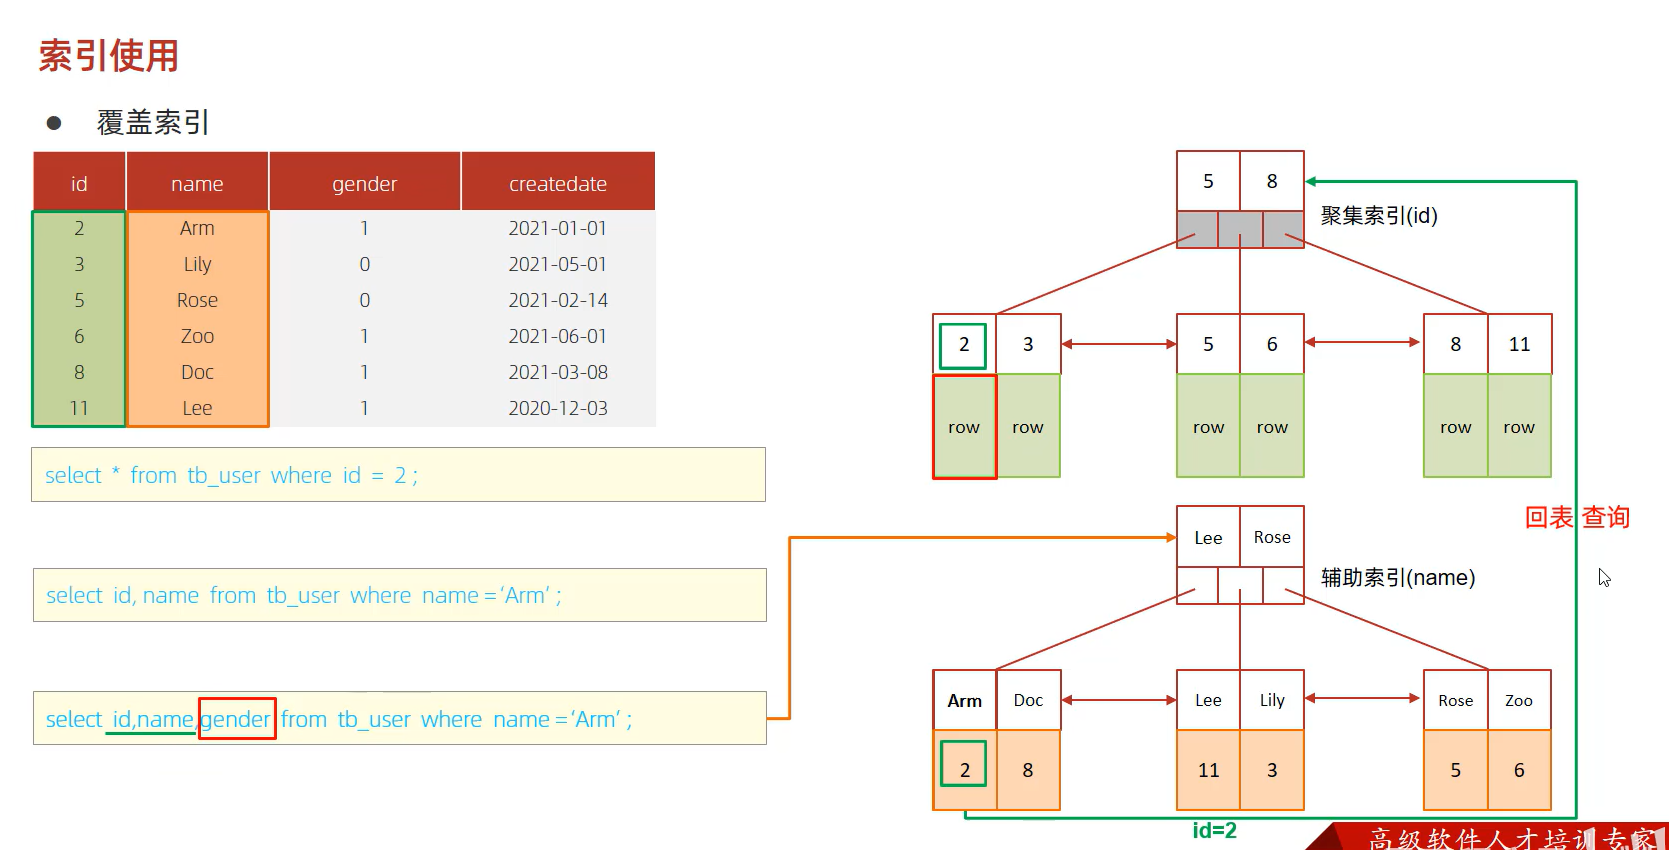 索引使用
● 覆盖索引
id name gender createdate
2 Arm 1 2021-01-01
3 Lily 0 2021-05-01
5 Rose 0 2021-02-14
6 Zoo 1 2021-06-01
8 Doc 1 2021-03-08
11 Lee 1 2020-12-03
select * from tb_user where id = 2 ;
select id, name from tb_user where name = ‘Arm’ ;
select id,name,gender from tb_user where name = ‘Arm’ ;
5 8
聚集索引(id)
2 3 5 6 8 11
row row row row row row
回表 查询
Lee Rose
辅助索引(name)
Arm Doc Lee Lily Rose Zoo
2 8 11 3 5 6
id=2
高级软件人才培训专家